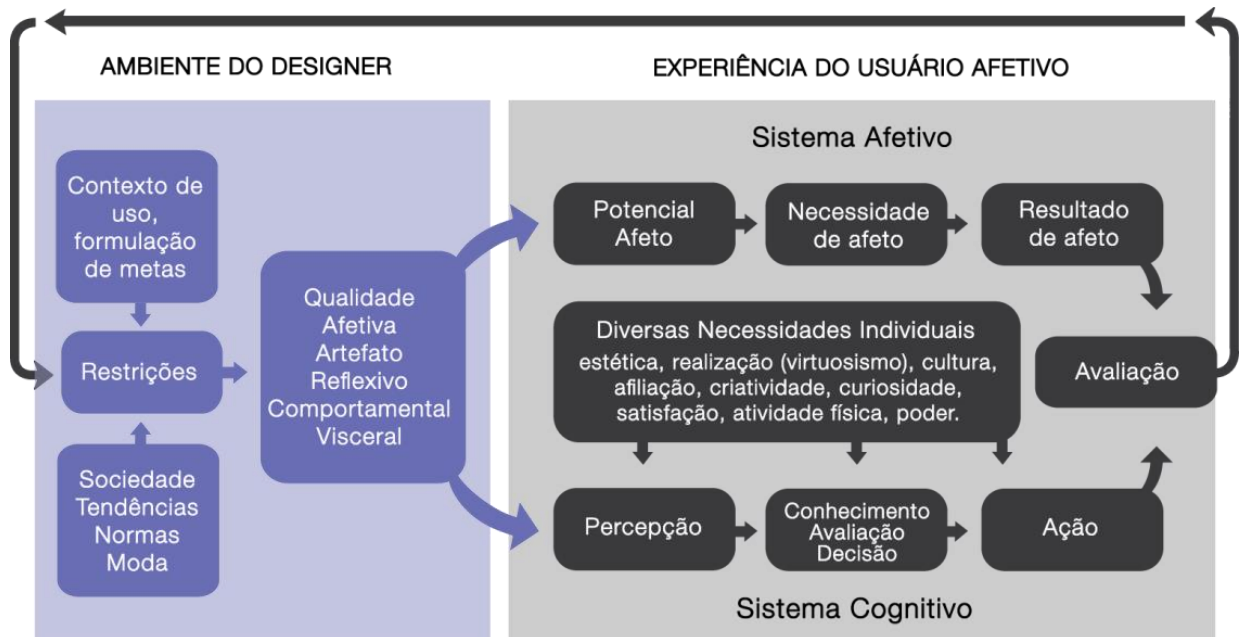 AMBIENTE DO DESIGNER
EXPERIÊNCIA DO USUÁRIO AFETIVO
Contexto de
uso,
formulação
de metas
Restrições
Sociedade
Tendências
Normas
Moda
Qualidade
Afetiva
Artefato
Reflexivo
Comportamental
Visceral
Sistema Afetivo
Potencial
Afeto
Necessidade
de afeto
Resultado
de afeto
Diversas Necessidades Individuais
estética, realização (virtuosismo), cultura,
afiliação, criatividade, curiosidade,
satisfação, atividade física, poder.
Avaliação
Percepção
Conhecimento
Avaliação
Decisão
Ação
Sistema Cognitivo